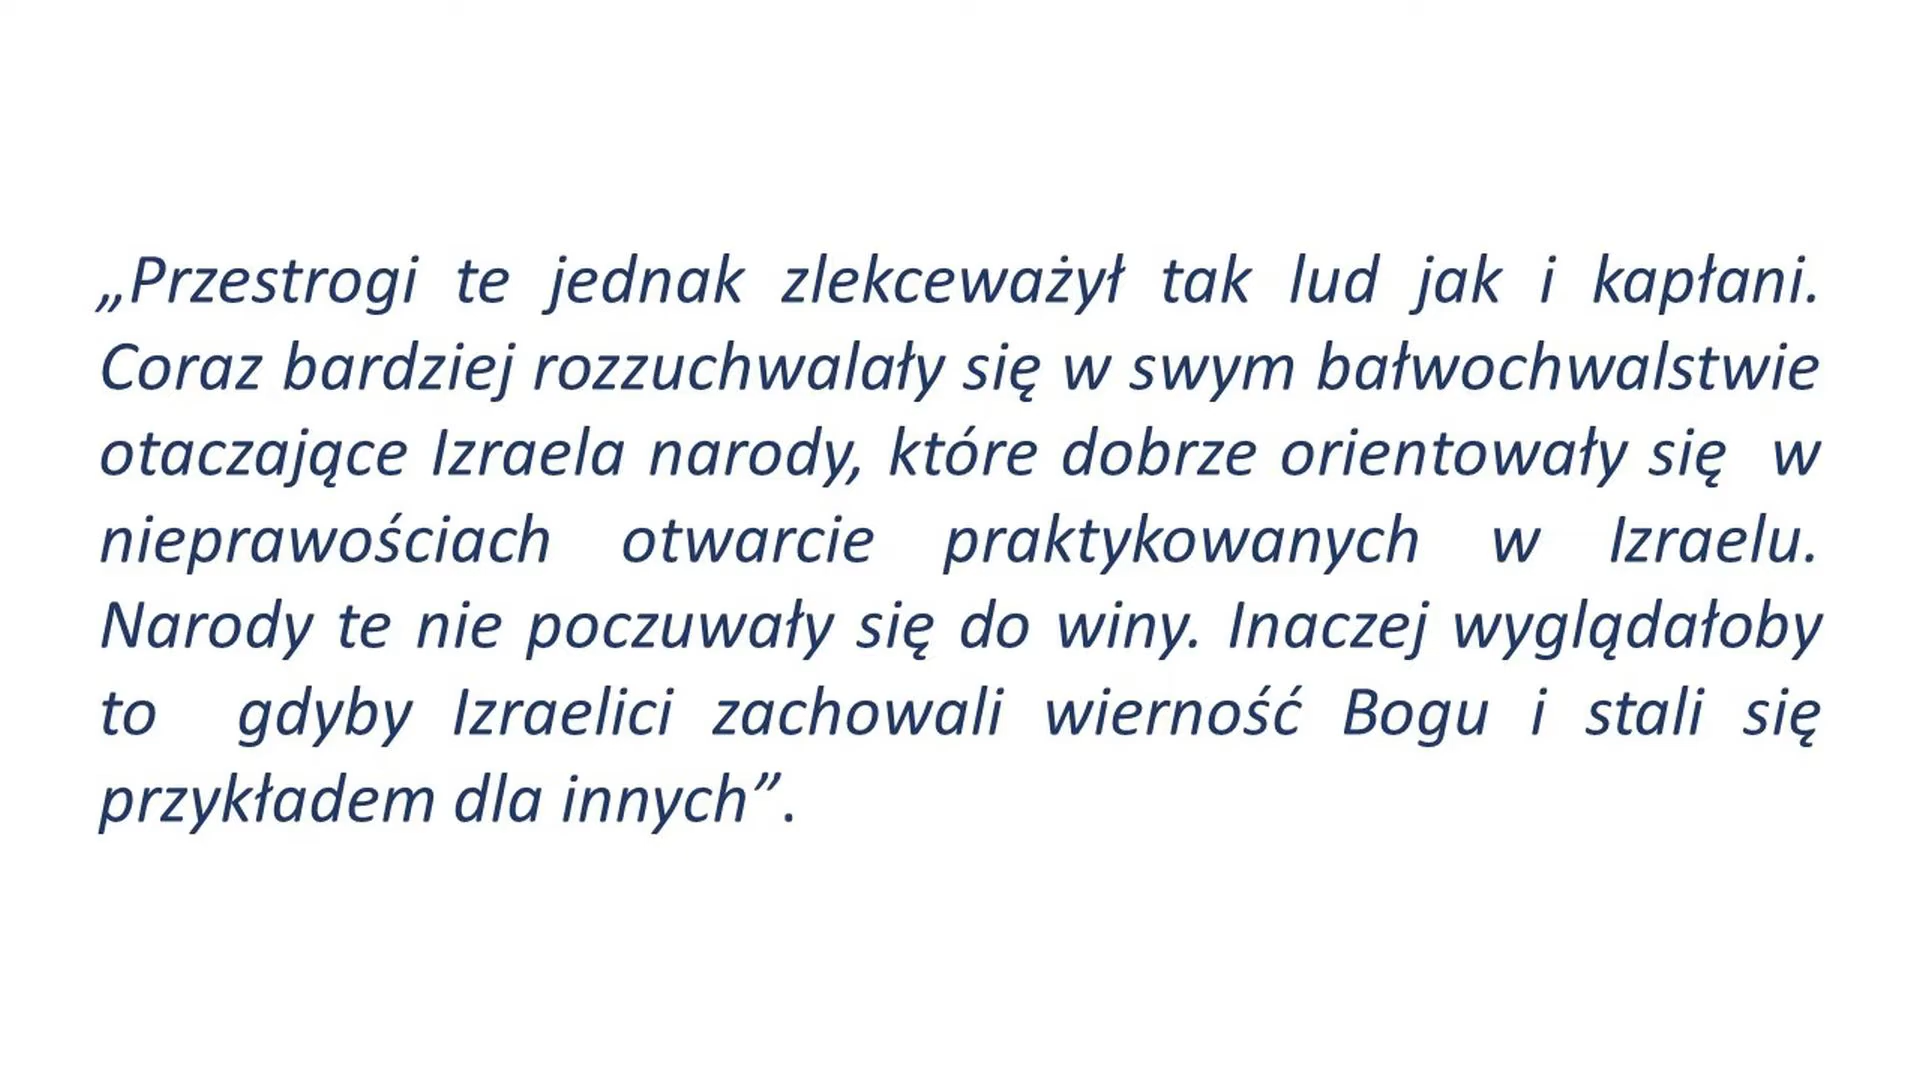 „Przestrogi te jednak zlekceważył tak lud jak i kapłani.
Coraz bardziej rozzuchwalały się w swym bałwochwalstwie
otaczające Izraela narody, które dobrze orientowały się w
nieprawościach otwarcie praktykowanych w Izraelu.
Narody te nie poczuwały się do winy. Inaczej wyglądałoby
to gdyby Izraelici zachowali wierność Bogu i stali się
przykładem dla innych”.